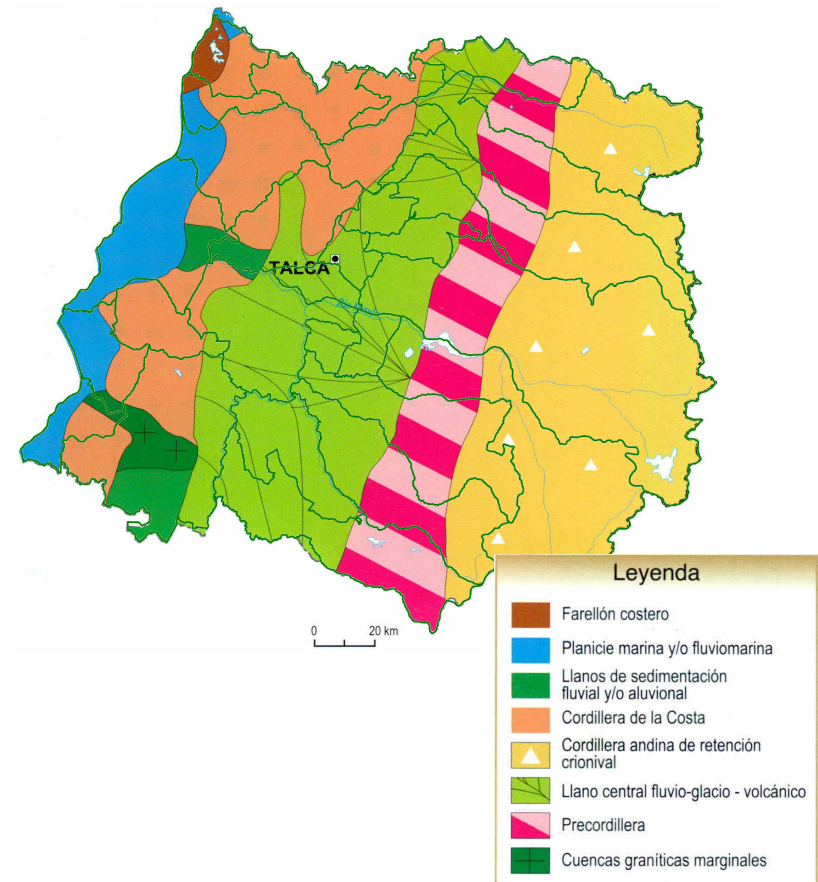 TALCA
0 20 km
Leyenda
Farellón costero
Planicie marina y/o fluviomarina
Llanos de sedimentación
fluvial y/o aluvional
Cordillera de la Costa
Cordillera andina de retención
crionival
Llano central fluvio-glacio - volcánico
Precordillera
Cuencas graníticas marginales